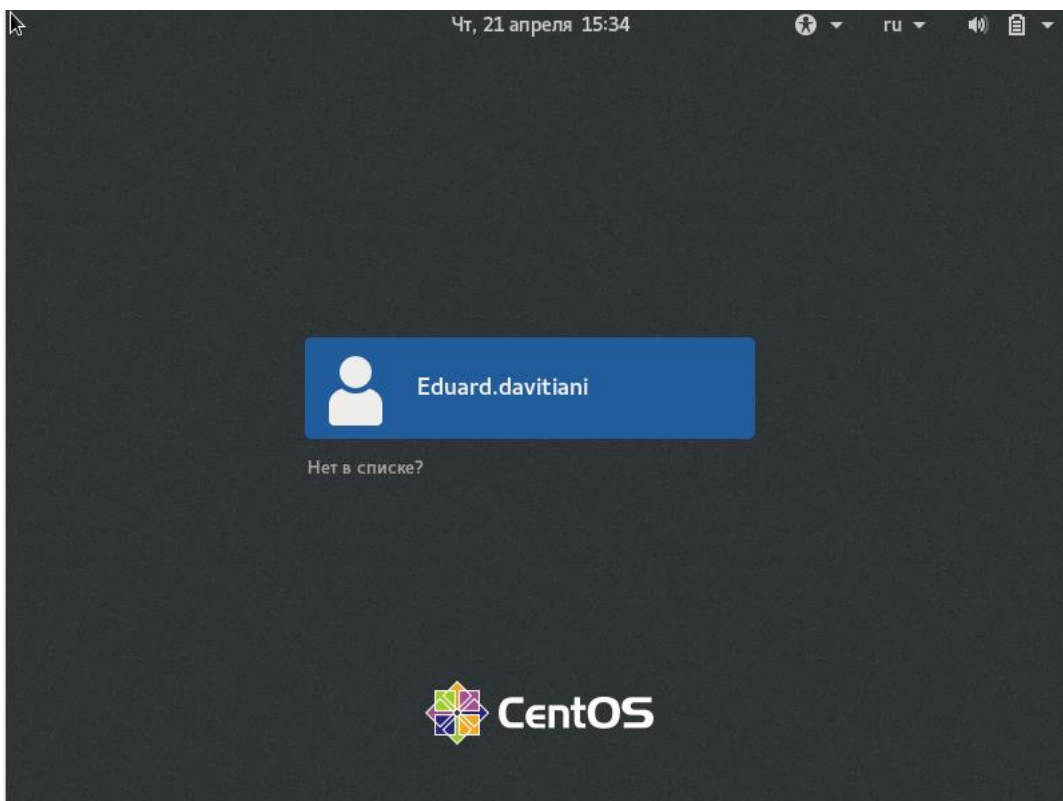 Чт, 21 апреля 15:34
ru
Eduard.davitiani
Нет в списке?
CentOS